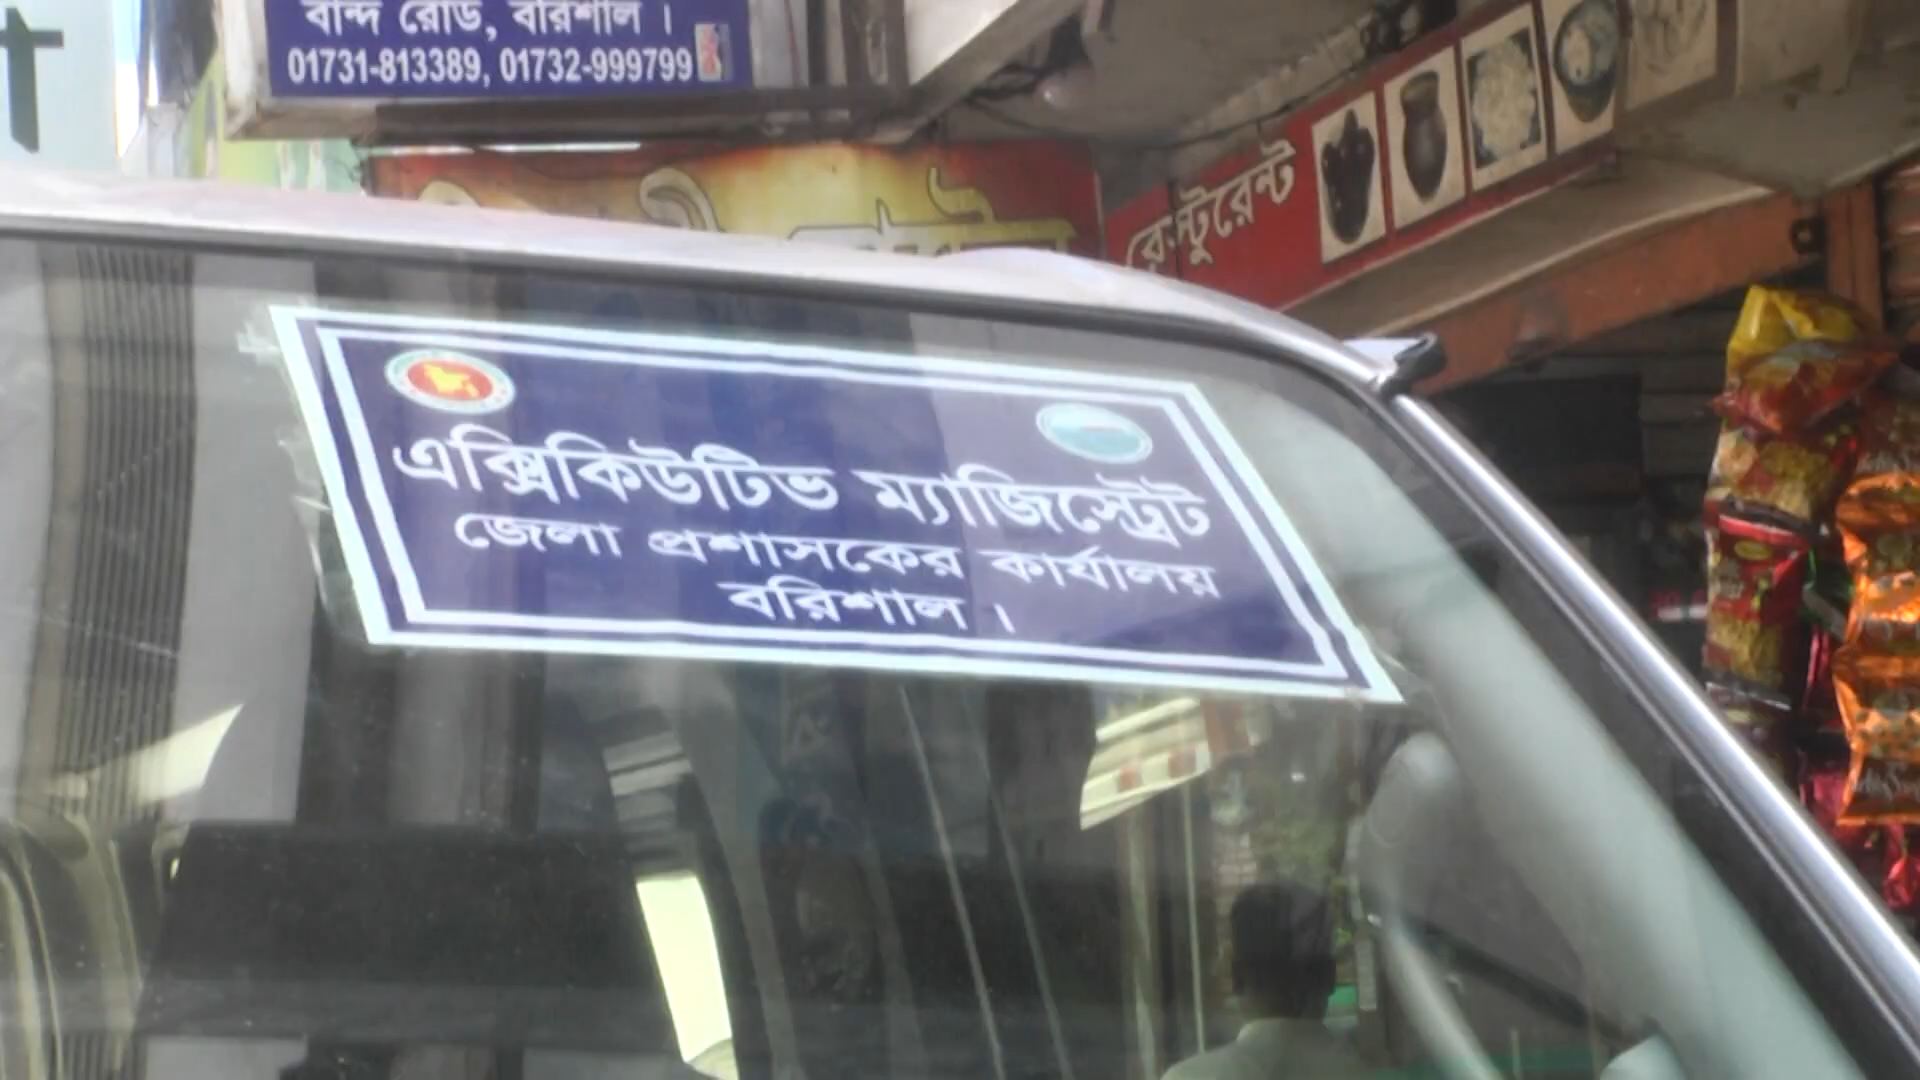 বান্দ রোড, বরিশাল ।
01731-813389, 01732-999799
রেস্টুরেন্ট
এক্সিকিউটিভ ম্যাজিস্ট্রেট
জেলা প্রশাসকের কার্যালয়
বরিশাল ।